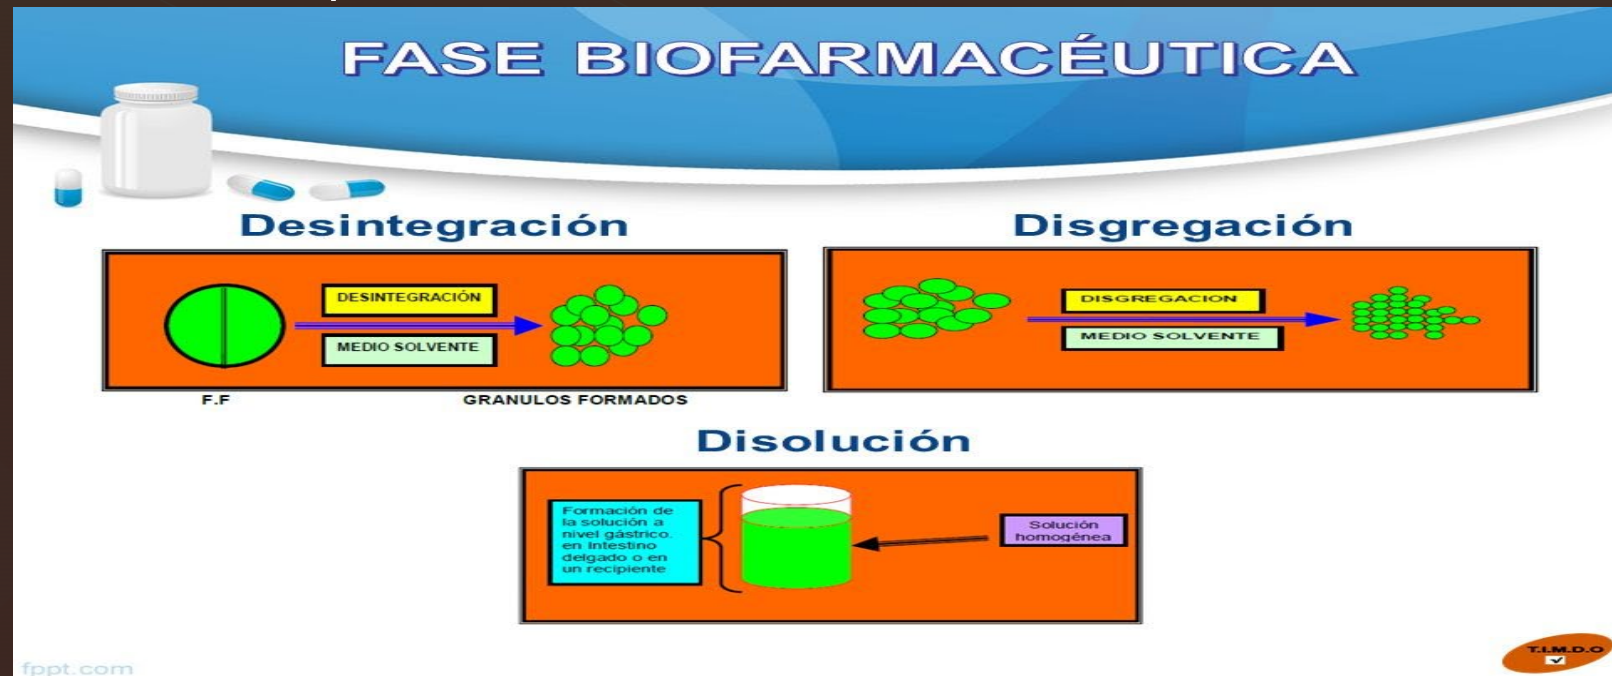 FASE BIOFARMACÉUTICA
Desintegración
DESINTEGRACIÓN
MEDIO SOLVENTE
F.F
GRANULOS FORMADOS
Disgregación
DISGREGACION
MEDIO SOLVENTE
Disolución
Formación de
la solución a
nivel gástrico.
en Intestino
delgado o en
un recipiente
Solución
homogénea
T.I.M.D.O
fppt.com